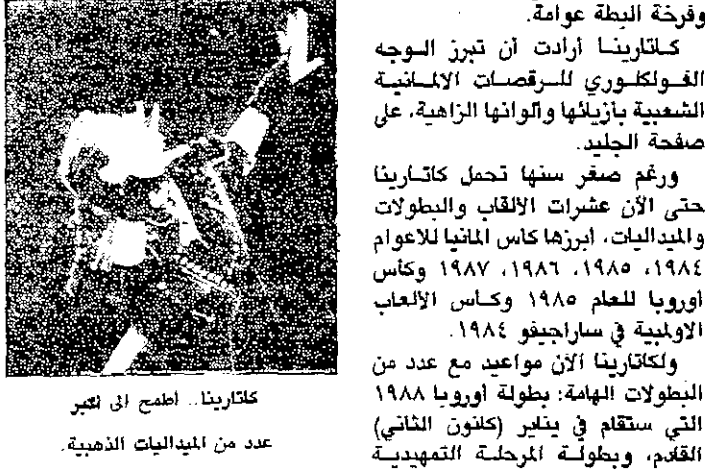 وفرخة البطة عوامة.
كاتارينا أرادت أن تبرز الوجه
الفولكلوري للرقصات الالمانية
الشعبية بأزيائها وألوانها الزاهية، على
صفحة الجليد.
ورغم صغر سنها تحمل كاتارينا
حتى الآن عشرات الألقاب والبطولات
والميداليات، ابرزها كاس المانيا للاعوام
١٩٨٤، ١٩٨٥، ١٩٨٦، ١٩٨٧ وكأس
اوروبا للعام ١٩٨٥ وكأس الألعاب
الاولمبية في ساراجيفو ١٩٨٤.
ولكاتارينا الآن مواعيد مع عدد من
البطولات الهامة: بطولة أوروبا ١٩٨٨
التي ستقام في يناير (كانون الثاني)
القادم، وبطولة المرحلة التمهيدية
كاتارينا.. اطمح الى اكبر
عدد من الميداليات الذهبية.